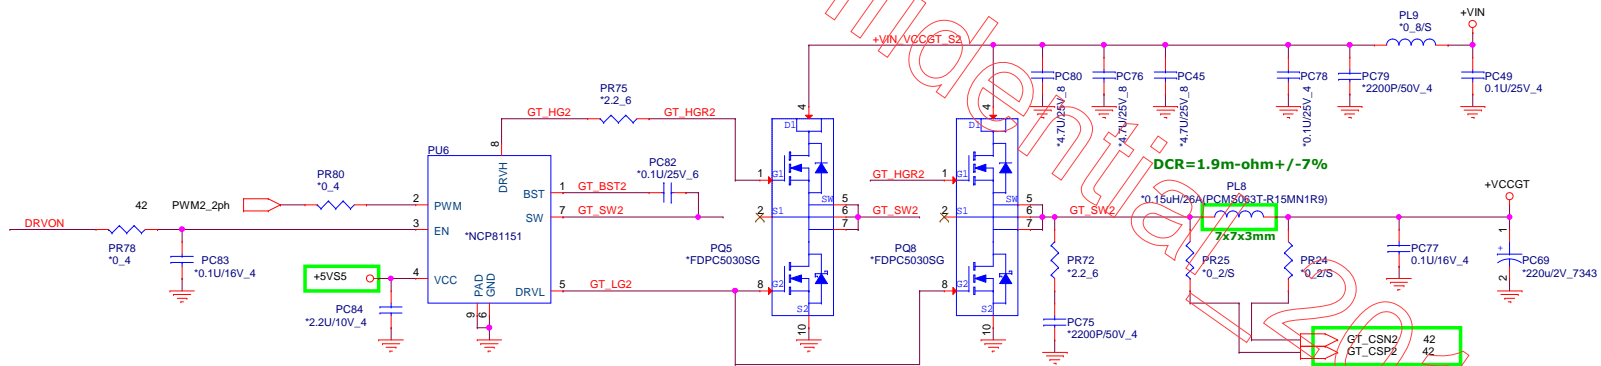 PL9
*0_8/S
+VIN
+VIN_VCCGT_S2
PC80
*4.7U/25V_8
PC76
*4.7U/25V_8
PC45
*4.7U/25V_8
PC78
*0.1U/25V_4
PC79
*2200P/50V_4
PC49
0.1U/25V_4
PR75
*2.2_6
GT_HG2
GT_HGR2
PU6
8
DRVH
PC82
*0.1U/25V_6
PR80
*0_4
42
PWM2_2ph
2
PWM
BST
1
GT_BST2
SW
7
GT_SW2
DRVON
PR78
*0_4
3
EN
*NCP81151
PC83
*0.1U/16V_4
+5VS5
4
VCC
DRVL
5
GT_LG2
PAD
GND
9
6
PC84
*2.2U/10V_4
4
D1
1
G1
2
S1
SW
5
6
7
GT_SW2
PQ5
*FDPC5030SG
8
G2
S2
10
4
D1
GT_HGR2
1
G1
2
S1
SW
5
6
7
GT_SW2
PQ8
*FDPC5030SG
8
G2
S2
10
PR72
*2.2_6
PC75
*2200P/50V_4
DCR=1.9m-ohm+/-7%
PL8
*0.15uH/26A(PCMS063T-R15MN1R9)
7x7x3mm
PR25
*0_2/S
PR24
*0_2/S
+VCCGT
PC77
0.1U/16V_4
1
+
2
PC69
*220u/2V_7343
GT_CSN2 42
GT_CSP2 42